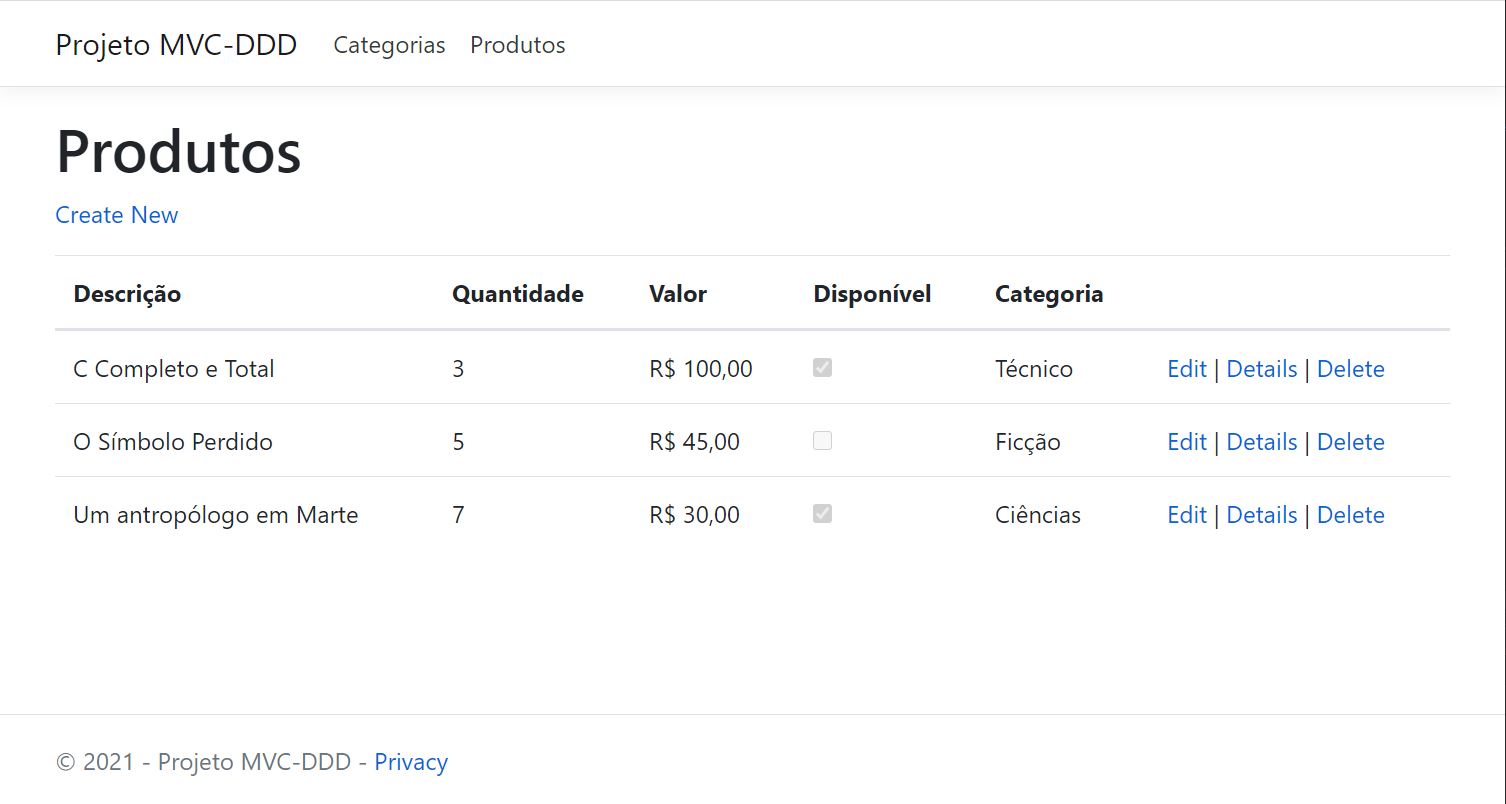 Projeto MVC-DDD Categorias Produtos
Produtos
Create New
Descrição Quantidade Valor Disponível Categoria
C Completo e Total 3 R$ 100,00 Técnico Edit | Details | Delete
O Símbolo Perdido 5 R$ 45,00 Ficção Edit | Details | Delete
Um antropólogo em Marte 7 R$ 30,00 Ciências Edit | Details | Delete
© 2021 - Projeto MVC-DDD - Privacy